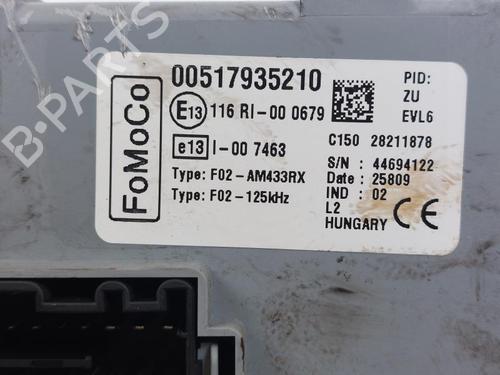 FoMoCo
00517935210
E13 116 RI-00 0679
e13 I-00 7463
Type: F02-AM433RX
Type: F02-125kHz
PID:
ZU
EVL6
C150 28211878
S/N : 44694122
Date : 25809
IND : 02
L2
HUNGARY CE